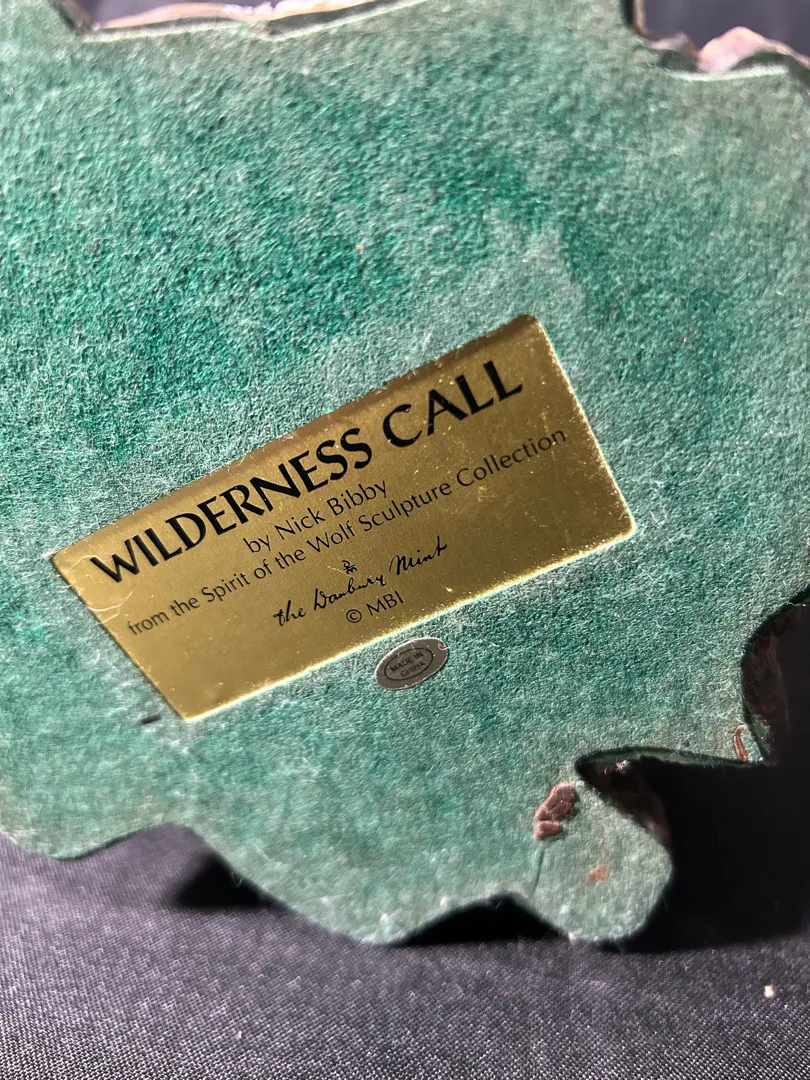 WILDERNESS CALL
by Nick Bibby
from the Spirit of the Wolf Sculpture Collection
the Danbury Mint
© MBI
MADE IN
CHINA